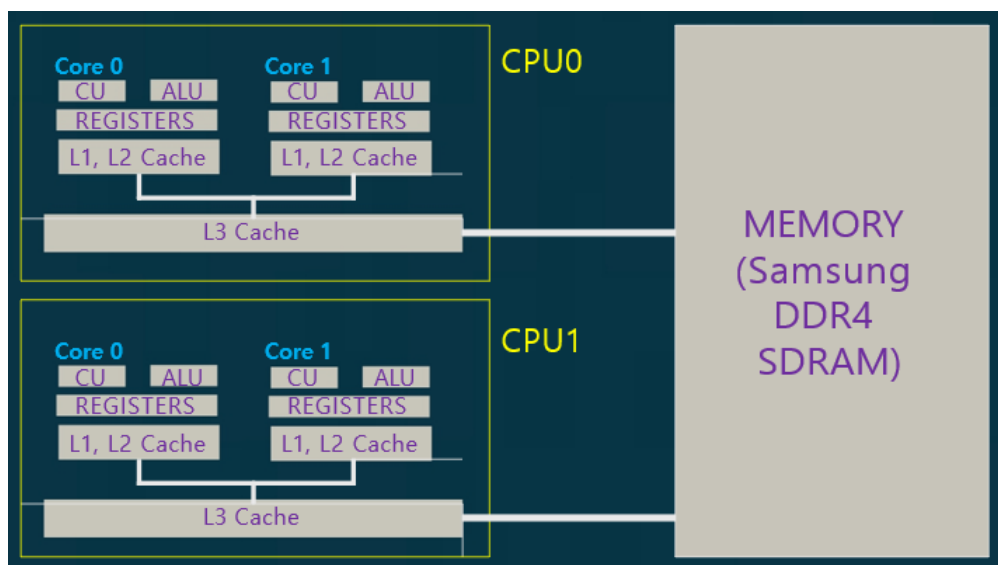 CPU0
Core 0
Core 1
CU ALU
CU ALU
REGISTERS
REGISTERS
L1, L2 Cache
L1, L2 Cache
L3 Cache
CPU1
Core 0
Core 1
CU ALU
CU ALU
REGISTERS
REGISTERS
L1, L2 Cache
L1, L2 Cache
L3 Cache
MEMORY
(Samsung
DDR4
SDRAM)